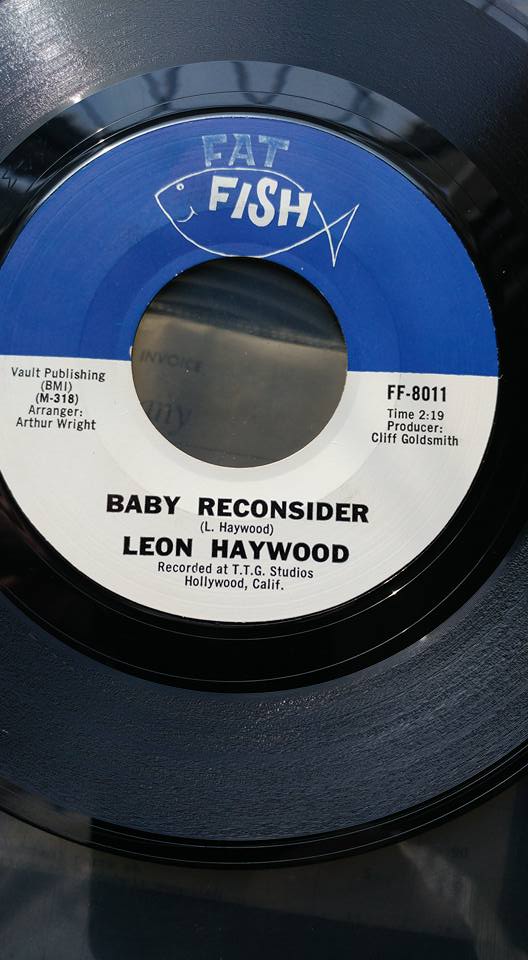 FAT
FISH
Vault Publishing
(BMI)
(M-318)
Arranger:
Arthur Wright
FF-8011
Time 2:19
Producer:
Cliff Goldsmith
INVOICE
BABY RECONSIDER
(L. Haywood)
LEON HAYWOOD
Recorded at T.T.G. Studios
Hollywood, Calif.